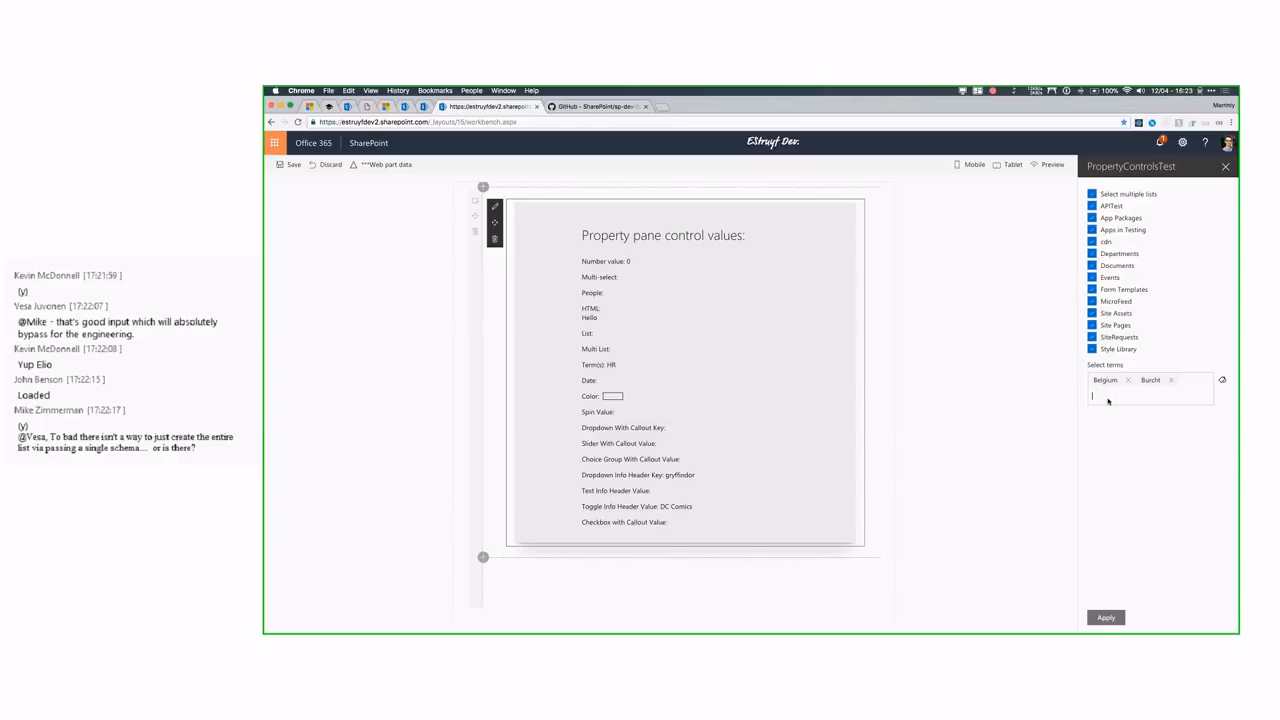 Chrome File Edit View History Bookmarks People Window Help
100% 12/04 - 16:23
https://estruyfdev2.sharepoint GitHub - SharePoint/sp-dev- Marrinty
https://estruyfdev2.sharepoint.com/_layouts/15/workbench.aspx
Office 365 SharePoint EStruyf Dev.
PropertyControlsTest
Save Discard ***Web part data Mobile Tablet Preview
Property pane control values:
Number value: 0
Multi-select:
People:
HTML:
Hello
List:
Multi List:
Term(s): HR
Date:
Color:
Spin Value:
Dropdown With Callout Key:
Slider With Callout Value:
Choice Group With Callout Value:
Dropdown Info Header Key: gryffindor
Text Info Header Value:
Toggle Info Header Value: DC Comics
Checkbox with Callout Value:
Select multiple lists
APITest
App Packages
Apps in Testing
cdn
Departments
Documents
Events
Form Templates
MicroFeed
Site Assets
Site Pages
SiteRequests
Style Library
Select terms
Belgium Burcht
Apply
Kevin McDonnell [17:21:59]
(y)
Vesa Juvonen [17:22:07]
@Mike - that's good input which will absolutely
bypass for the engineering.
Kevin McDonnell [17:22:08]
Yup Elio
John Benson [17:22:15]
Loaded
Mike Zimmerman [17:22:17]
(y)
@Vesa, To bad there isn't a way to just create the entire
list via passing a single schema.... or is there?